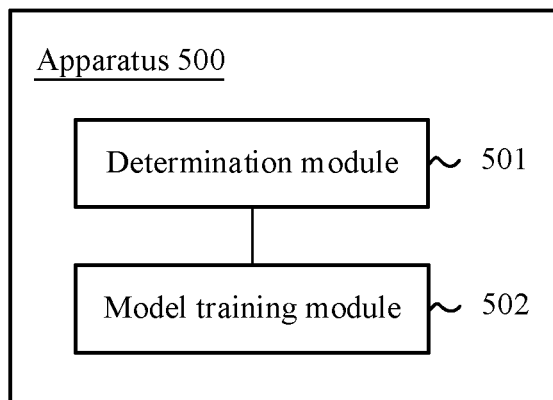 Apparatus 500
Determination module 501
Model training module 502